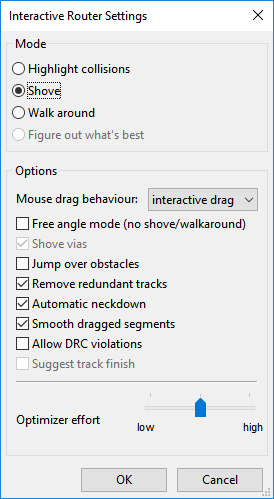 Interactive Router Settings
Mode
Highlight collisions
Shove
Walk around
Figure out what's best
Options
Mouse drag behaviour: interactive drag
Free angle mode (no shove/walkaround)
Shove vias
Jump over obstacles
Remove redundant tracks
Automatic neckdown
Smooth dragged segments
Allow DRC violations
Suggest track finish
Optimizer effort
low high
OK Cancel